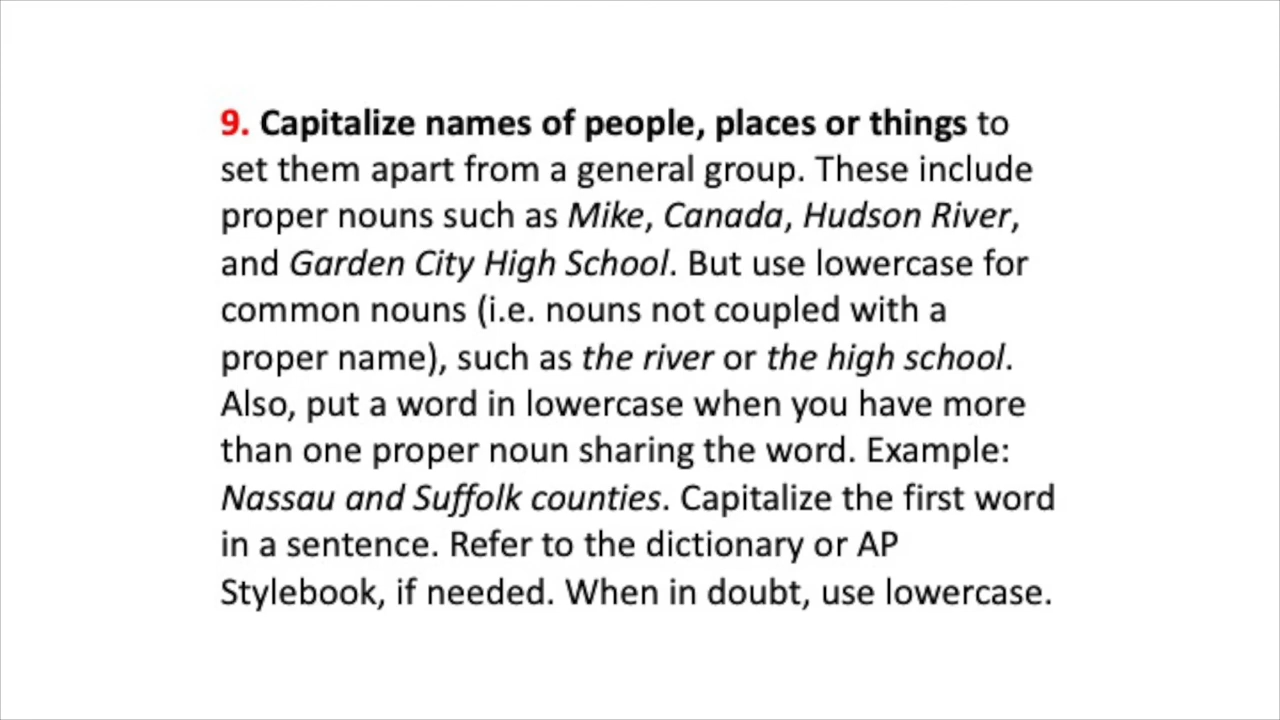 9. Capitalize names of people, places or things to
set them apart from a general group. These include
proper nouns such as Mike, Canada, Hudson River,
and Garden City High School. But use lowercase for
common nouns (i.e. nouns not coupled with a
proper name), such as the river or the high school.
Also, put a word in lowercase when you have more
than one proper noun sharing the word. Example:
Nassau and Suffolk counties. Capitalize the first word
in a sentence. Refer to the dictionary or AP
Stylebook, if needed. When in doubt, use lowercase.